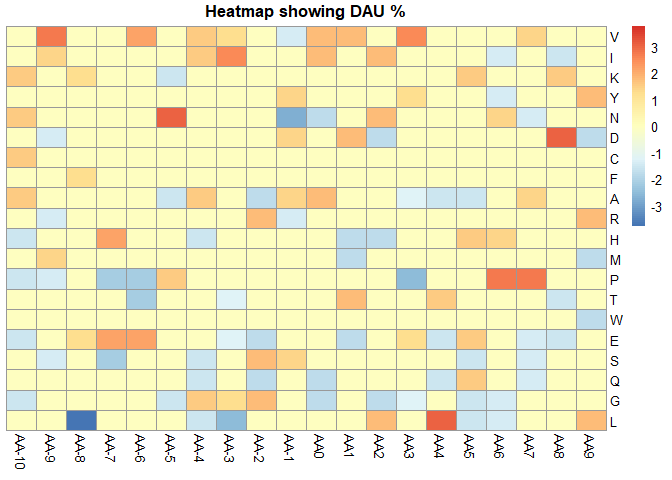 Heatmap showing DAU %
V
I
K
Y
N
D
C
F
A
R
H
M
P
T
W
E
S
Q
G
L
3
2
1
0
-1
-2
-3
AA-10 AA-9 AA-8 AA-7 AA-6 AA-5 AA-4 AA-3 AA-2 AA-1 AA0 AA1 AA2 AA3 AA4 AA5 AA6 AA7 AA8 AA9